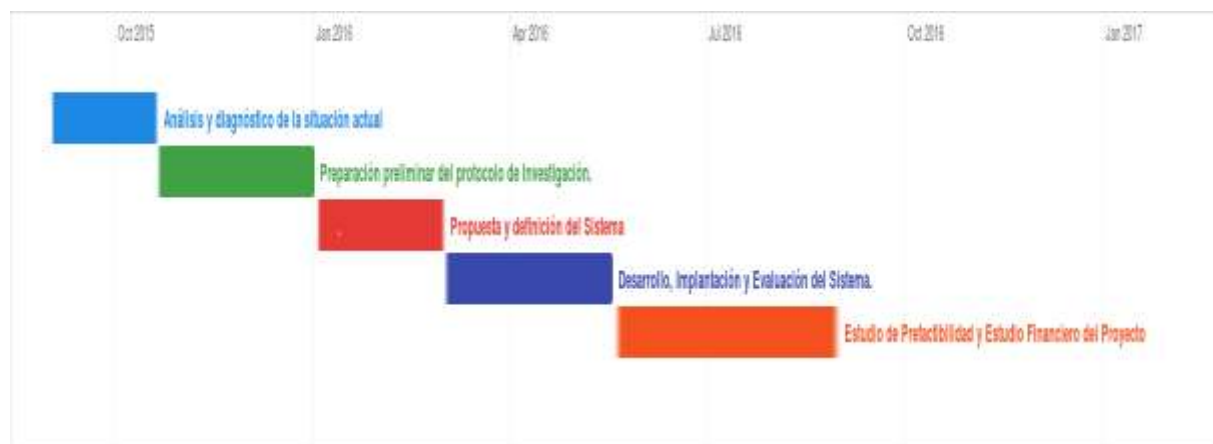 Oct 2015 Jan 2016 Apr 2016 Jul 2016 Oct 2016 Jan 2017
Análisis y diagnóstico de la situación actual
Preparación preliminar del protocolo de Investigación.
Propuesta y definición del Sistema
Desarrollo, Implantación y Evaluación del Sistema.
Estudio de Prefactibilidad y Estudio Financiero del Proyecto